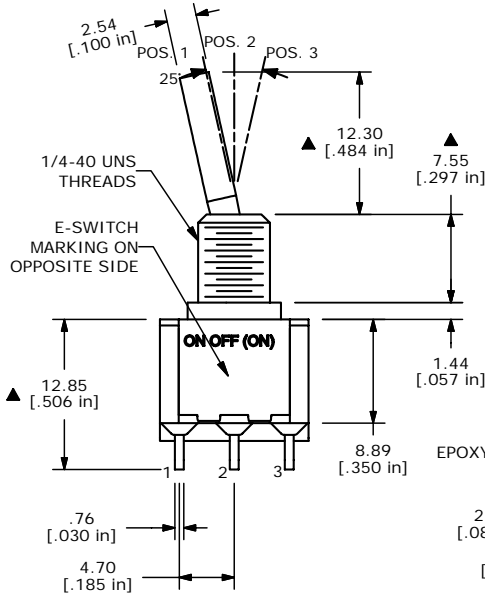 2.54
[.100 in]
POS. 1
POS. 2
POS. 3
25°
12.30
[.484 in]
7.55
[.297 in]
1/4-40 UNS
THREADS
E-SWITCH
MARKING ON
OPPOSITE SIDE
ON OFF (ON)
12.85
[.506 in]
1.44
[.057 in]
8.89
[.350 in]
EPOXY
1
2
3
.76
[.030 in]
4.70
[.185 in]